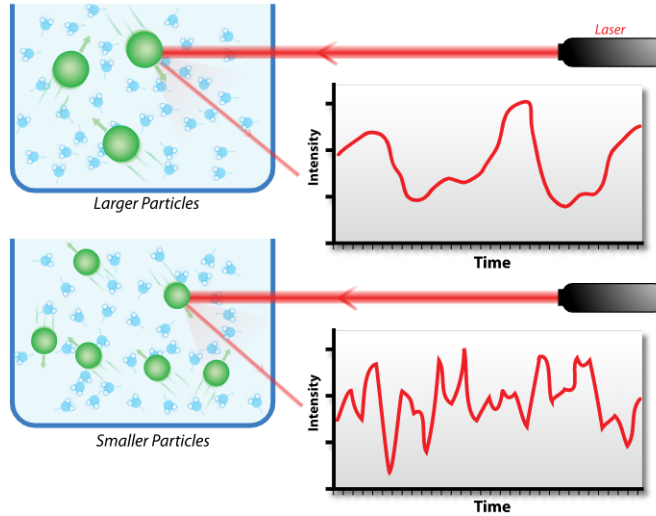 Laser
Intensity
Time
Larger Particles
Intensity
Time
Smaller Particles